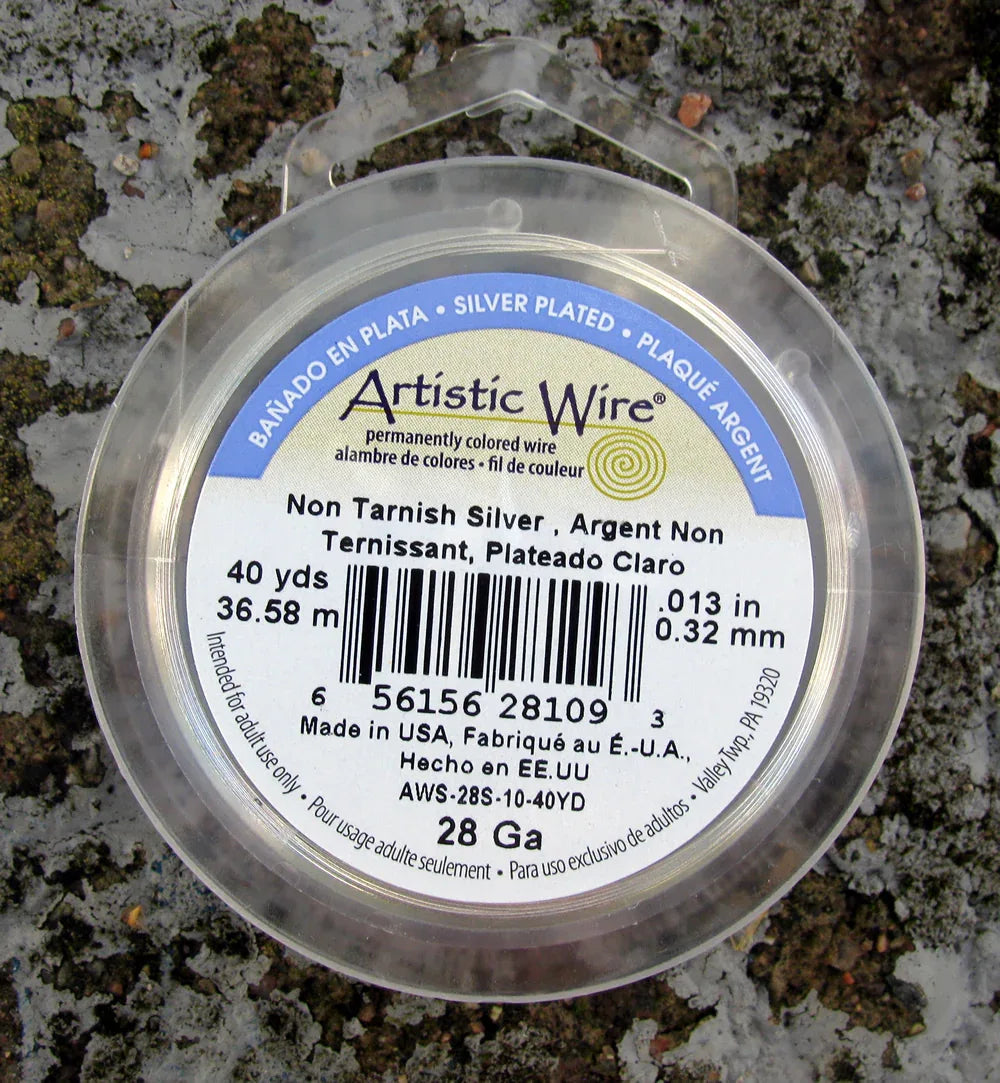 BAÑADO EN PLATA • SILVER PLATED • PLAQUÉ ARGENT
Artistic Wire®
permanently colored wire
alambre de colores • fil de couleur
Non Tarnish Silver , Argent Non
Ternissant, Plateado Claro
40 yds
36.58 m
.013 in
0.32 mm
6 56156 28109 3
Made in USA, Fabriqué au É.-U.A.,
Hecho en EE.UU
AWS-28S-10-40YD
28 Ga
Intended for adult use only • Pour usage adulte seulement • Para uso exclusivo de adultos • Valley Twp., PA 19320